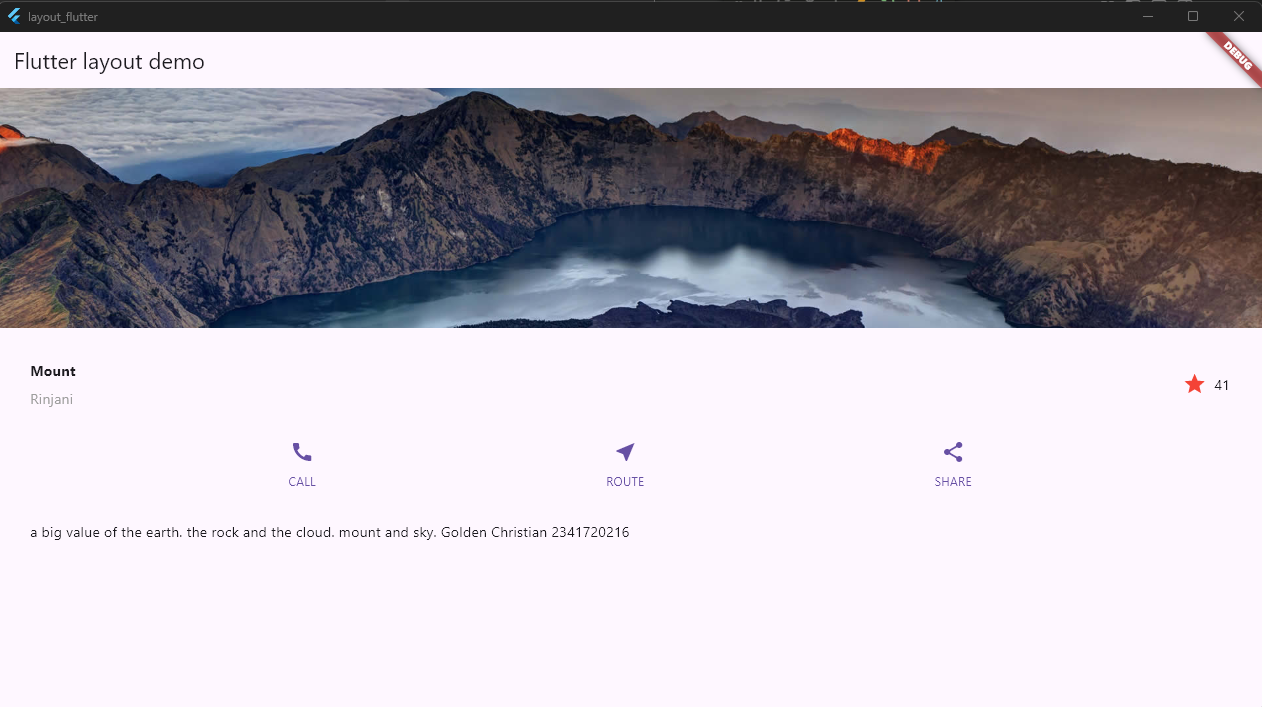 layout_flutter
Flutter layout demo
DEBUG
Mount
Rinjani
41
CALL
ROUTE
SHARE
a big value of the earth. the rock and the cloud. mount and sky. Golden Christian 2341720216